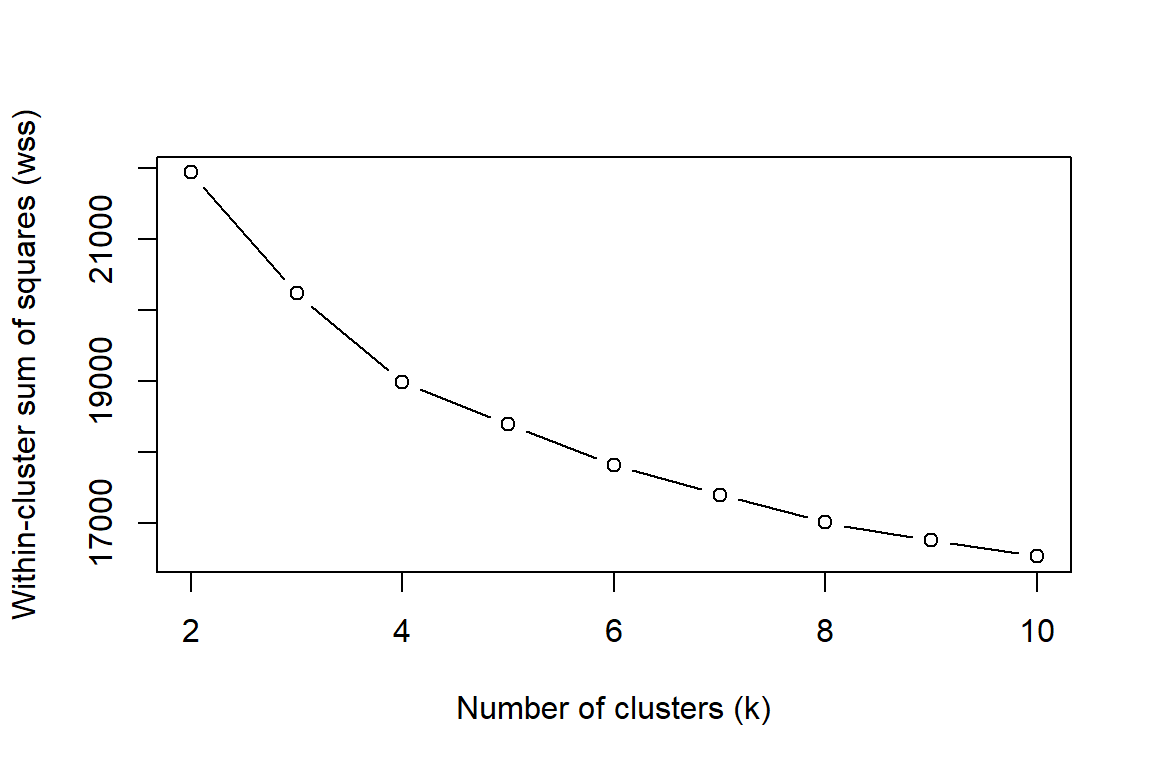 Within-cluster sum of squares (wss)
21000
19000
17000
2 4 6 8 10
Number of clusters (k)